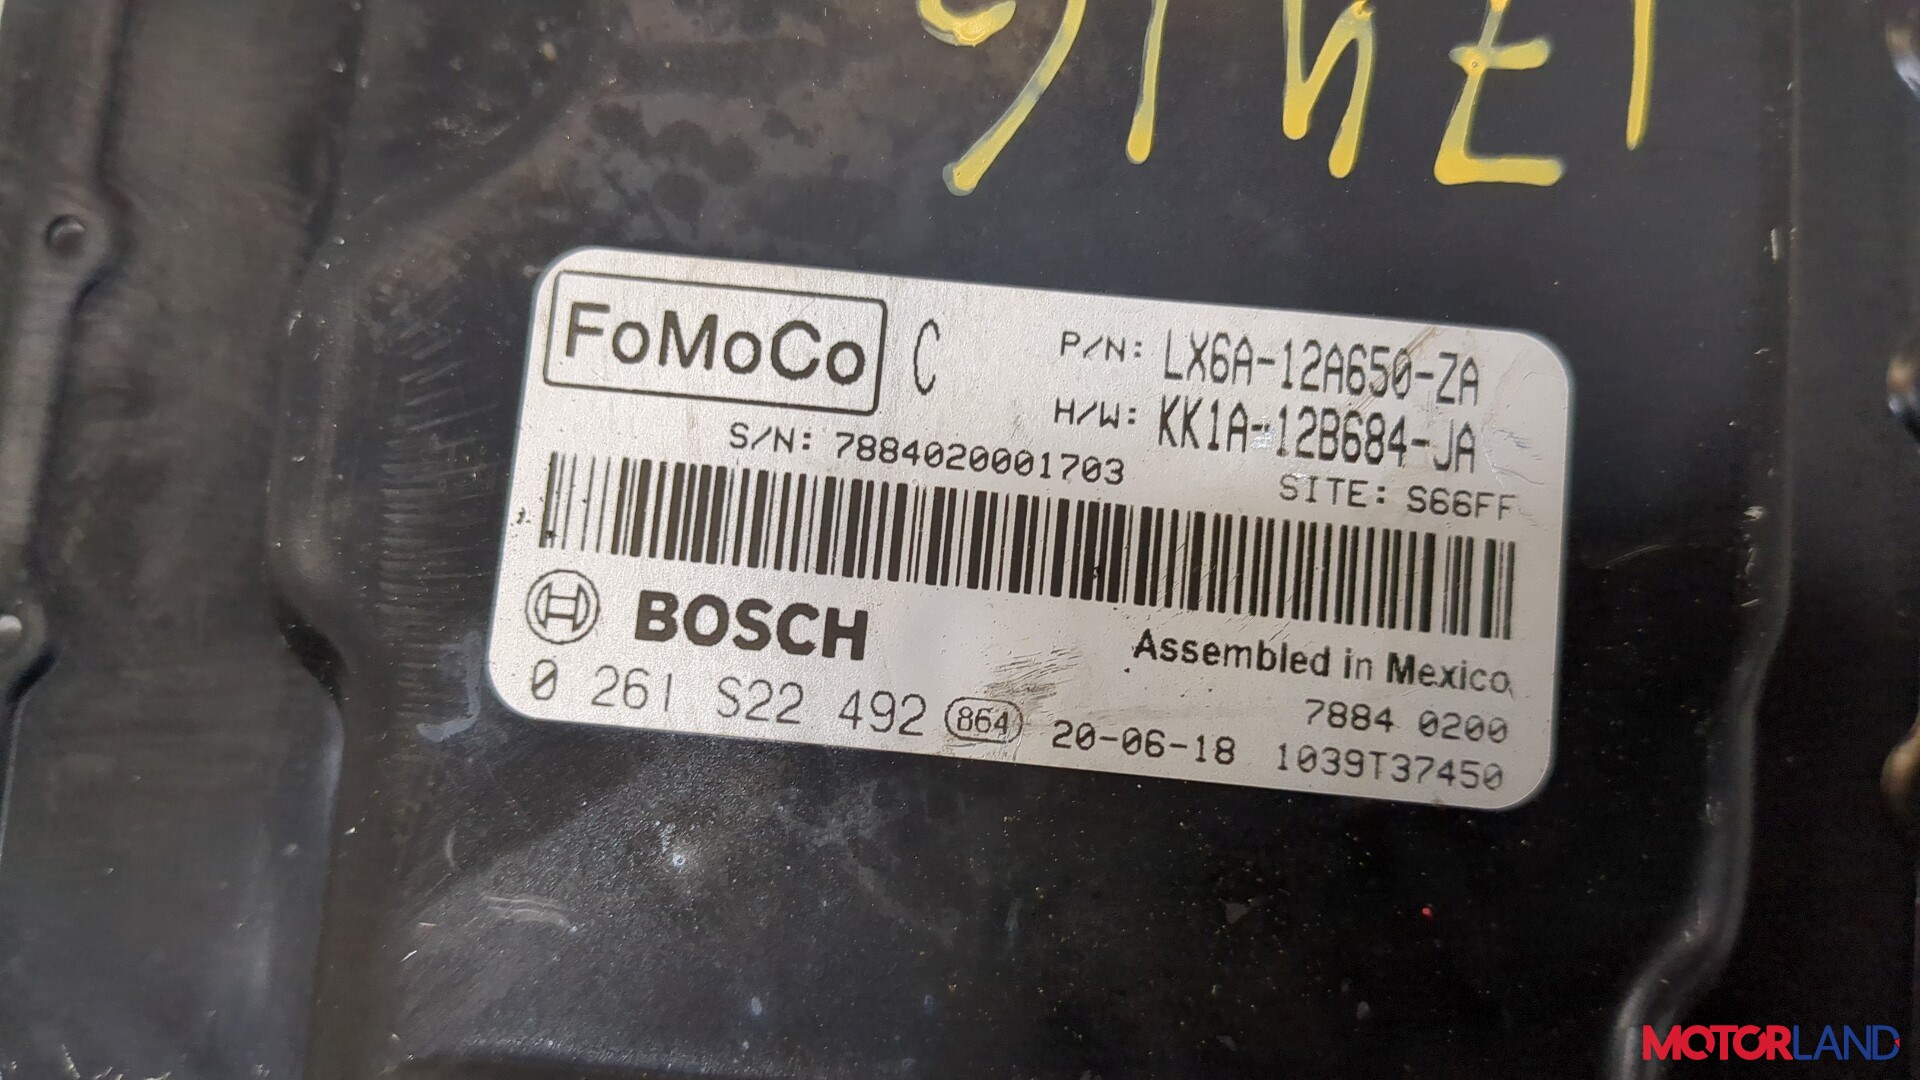 FoMoCo C P/N: LX6A-12A650-ZA
H/W: KK1A-12B684-JA
S/N: 7884020001703
SITE: S66FF
BOSCH
Assembled in Mexico
0 261 S22 492 864 20-06-18
7884 0200
1039T37450
MOTORLAND